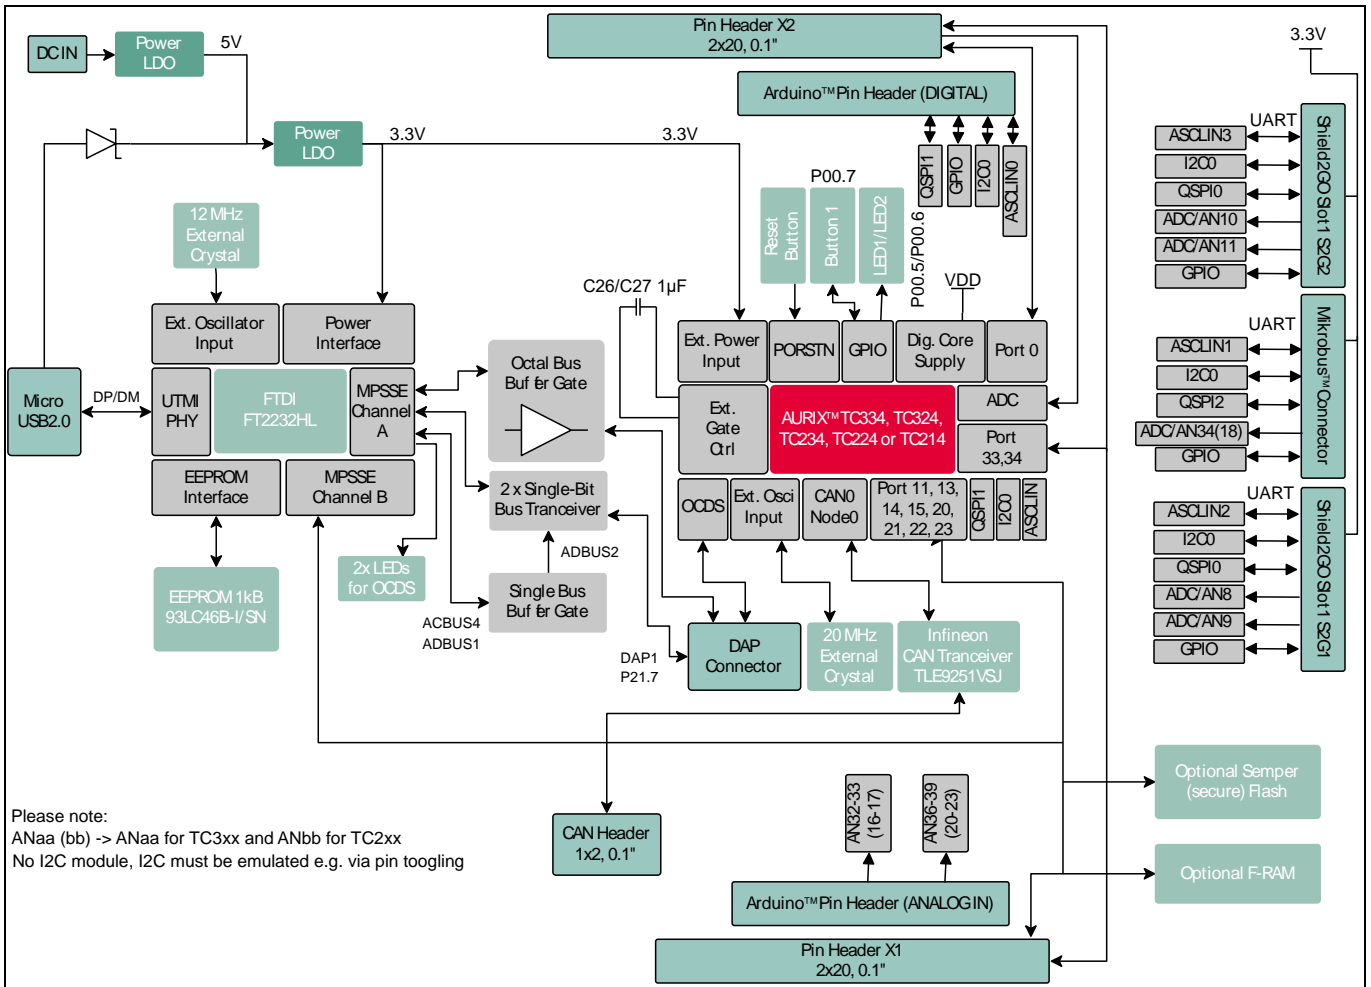 Pin Header X2
2x20, 0.1"
DC IN
Power
LDO
5V
3.3V
Arduino™ Pin Header (DIGITAL)
Power
LDO
3.3V
3.3V
QSPI1
GPIO
I2C0
ASCLIN0
UART
ASCLIN3
I2C0
QSPI0
ADC/AN10
ADC/AN11
GPIO
Shield2GO Slot1 S2G2
P00.7
12 MHz
External
Crystal
Reset
Button
Button 1
LED1/LED2
P00.5/P00.6
VDD
C26/C27 1µF
Ext. Oscillator
Input
Power
Interface
Octal Bus
Buffer Gate
Ext. Power
Input
PORSTN
GPIO
Dig. Core
Supply
Port 0
UART
ASCLIN1
I2C0
QSPI2
ADC/AN34(18)
GPIO
Mikrobus™ Connector
Micro
USB2.0
DP/DM
UTMI
PHY
FTDI
FT2232HL
MPSSE
Channel
A
Ext.
Gate
Ctrl
AURIX™ TC334, TC324,
TC234, TC224 or TC214
ADC
Port
33,34
EEPROM
Interface
MPSSE
Channel B
2 x Single-Bit
Bus Tranceiver
OCDS
Ext. Osci
Input
CAN0
Node0
Port 11, 13,
14, 15, 20,
21, 22, 23
QSPI1
I2C0
ASCLIN
UART
ASCLIN2
I2C0
QSPI0
ADC/AN8
ADC/AN9
GPIO
Shield2GO Slot1 S2G1
ADBUS2
EEPROM 1kB
93LC46B-I/SN
2x LEDs
for OCDS
Single Bus
Buffer Gate
ACBUS4
ADBUS1
DAP1
P21.7
DAP
Connector
20 MHz
External
Crystal
Infineon
CAN Tranceiver
TLE9251VSJ
Optional Semper
(secure) Flash
AN32-33
(16-17)
AN36-39
(20-23)
Please note:
ANaa (bb) -> ANaa for TC3xx and ANbb for TC2xx
No I2C module, I2C must be emulated e.g. via pin toogling
CAN Header
1x2, 0.1"
Optional F-RAM
Arduino™ Pin Header (ANALOG IN)
Pin Header X1
2x20, 0.1"